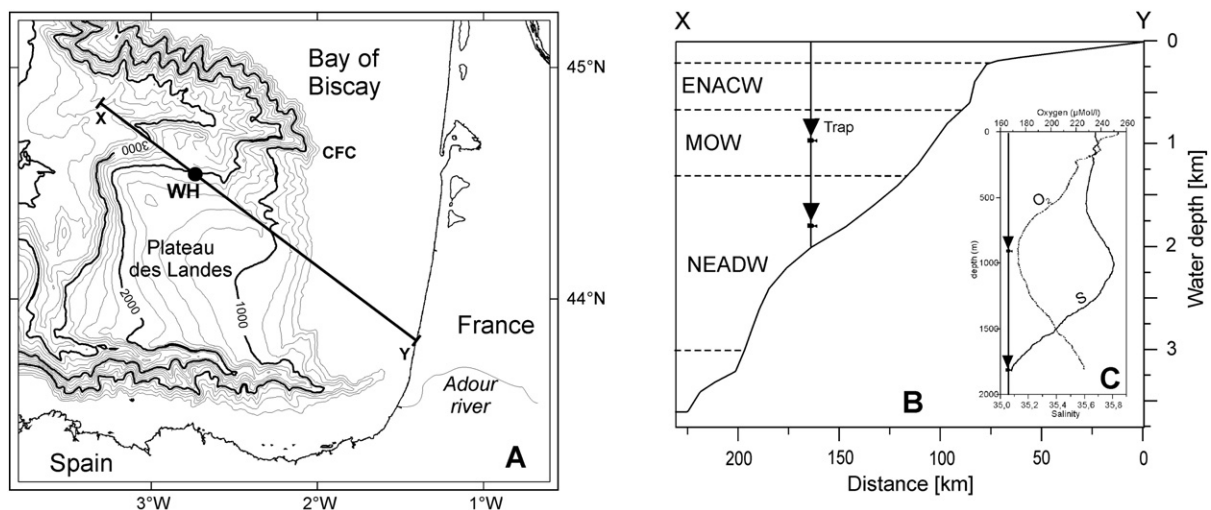 Bay of
Biscay
45°N
X
3000
CFC
WH
Plateau
des Landes
2000
1000
44°N
France
Y
Adour
river
Spain
A
3°W
2°W
1°W
X
Y
ENACW
MOW
NEADW
Trap
B
0
1
2
3
Water depth [km]
200
150
100
50
0
Distance [km]
Oxygen (µMol/l)
160
180
200
220
240
260
0
500
1000
1500
2000
depth (m)
O2
S
C
35,0
35,2
35,4
35,6
35,8
Salinity